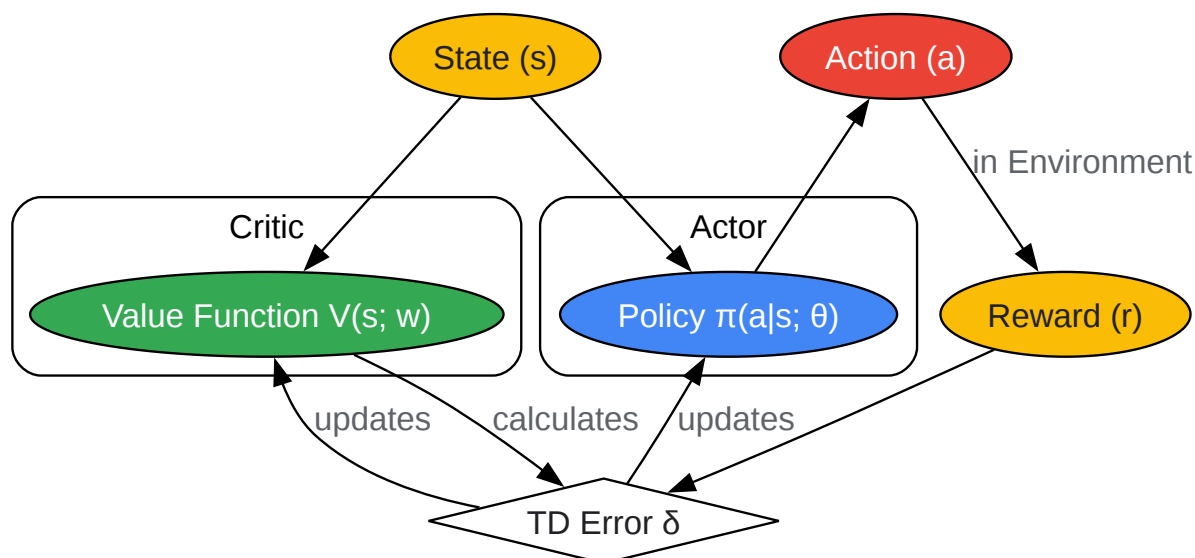 State (s)
Action (a)
in Environment
Critic
Actor
Value Function V(s; w)
Policy π(a|s; θ)
Reward (r)
updates
calculates
updates
TD Error δ